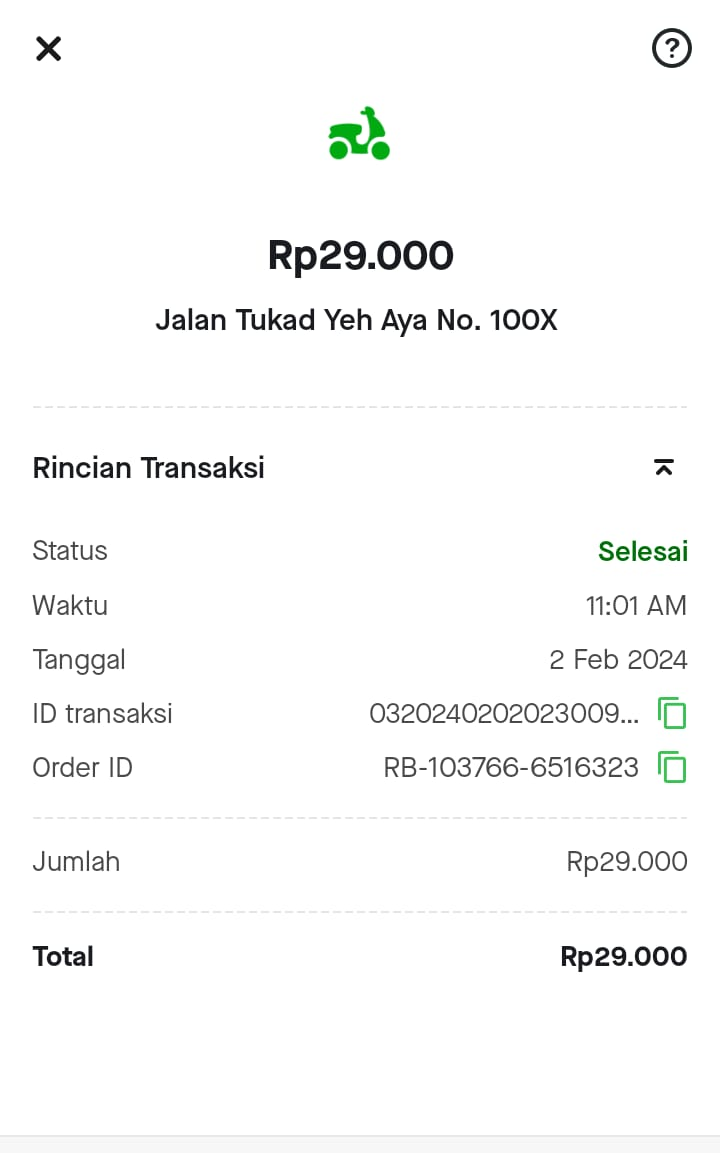 ?
Rp29.000
Jalan Tukad Yeh Aya No. 100X
Rincian Transaksi
Status Selesai
Waktu 11:01 AM
Tanggal 2 Feb 2024
ID transaksi 0320240202023009...
Order ID RB-103766-6516323
Jumlah Rp29.000
Total Rp29.000